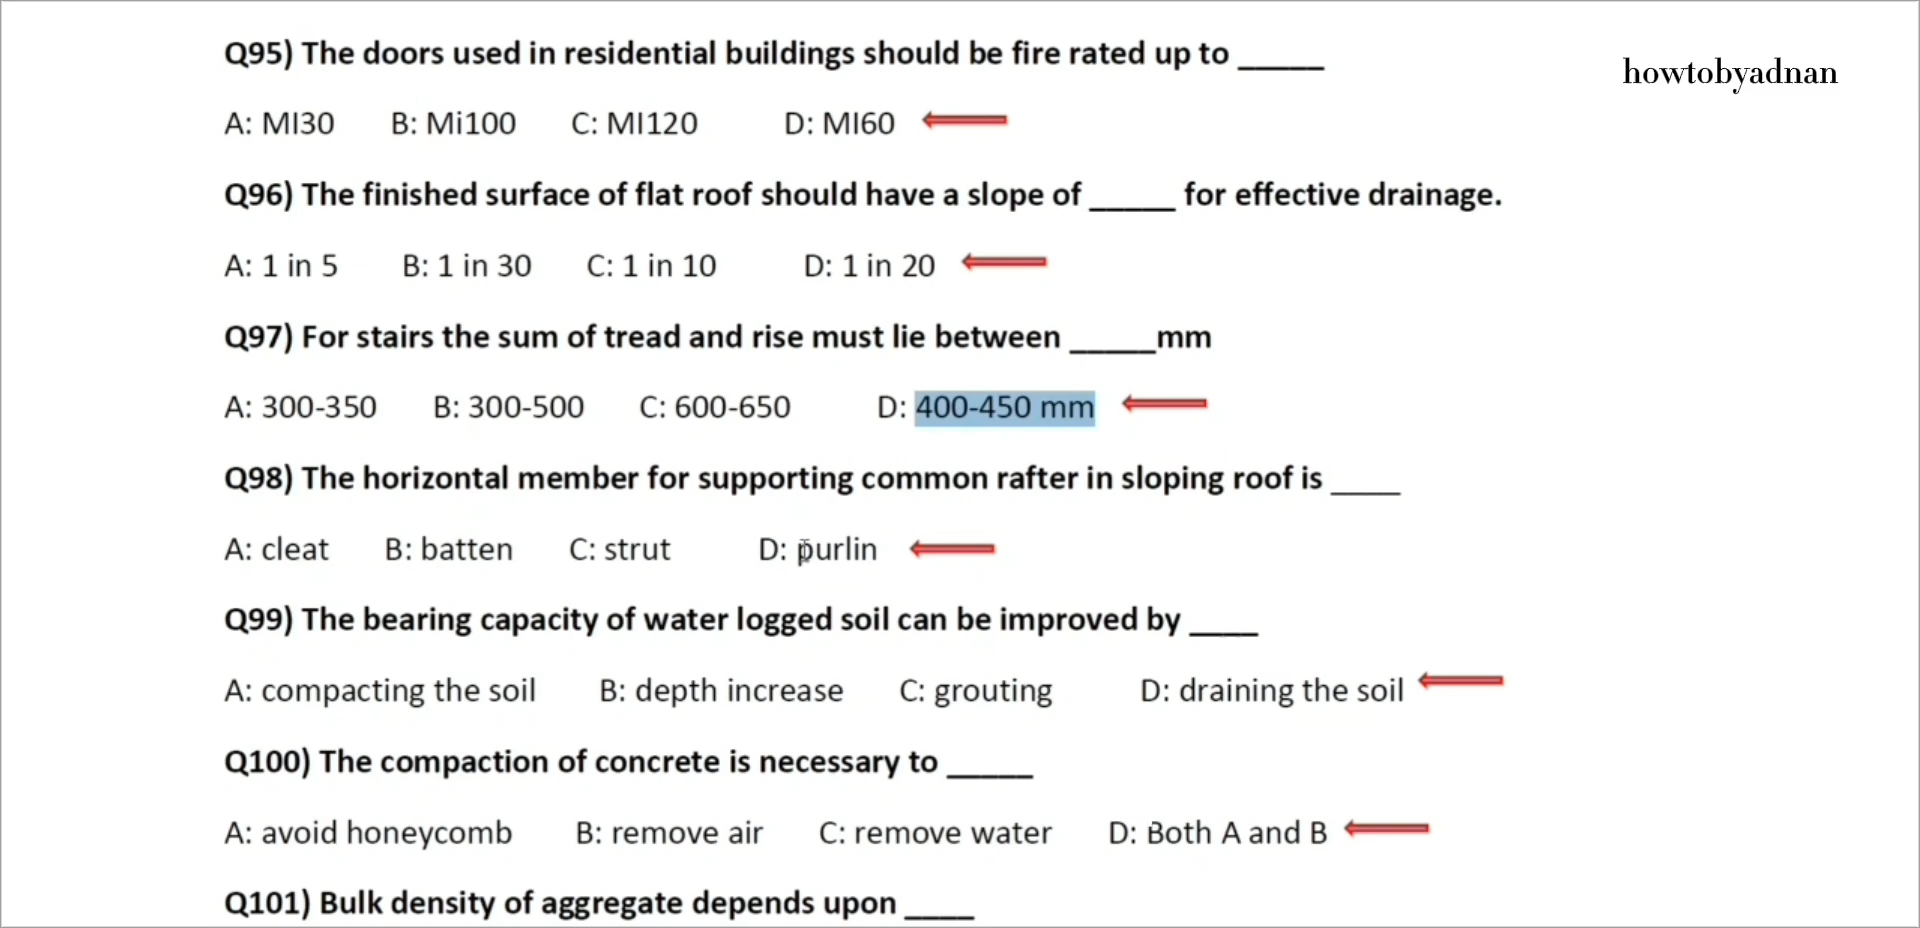 Q95) The doors used in residential buildings should be fire rated up to _____
howtobyadnan
A: MI30 B: Mi100 C: MI120 D: MI60
Q96) The finished surface of flat roof should have a slope of _____ for effective drainage.
A: 1 in 5 B: 1 in 30 C: 1 in 10 D: 1 in 20
Q97) For stairs the sum of tread and rise must lie between _____mm
A: 300-350 B: 300-500 C: 600-650 D: 400-450 mm
Q98) The horizontal member for supporting common rafter in sloping roof is ____
A: cleat B: batten C: strut D: purlin
Q99) The bearing capacity of water logged soil can be improved by ____
A: compacting the soil B: depth increase C: grouting D: draining the soil
Q100) The compaction of concrete is necessary to _____
A: avoid honeycomb B: remove air C: remove water D: Both A and B
Q101) Bulk density of aggregate depends upon ____